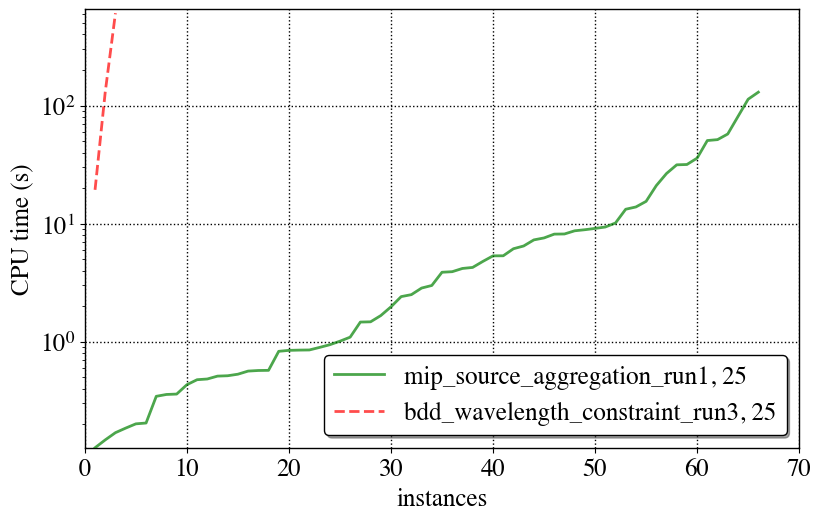 CPU time (s)
10²
10¹
10⁰
mip_source_aggregation_run1, 25
bdd_wavelength_constraint_run3, 25
0 10 20 30 40 50 60 70
instances